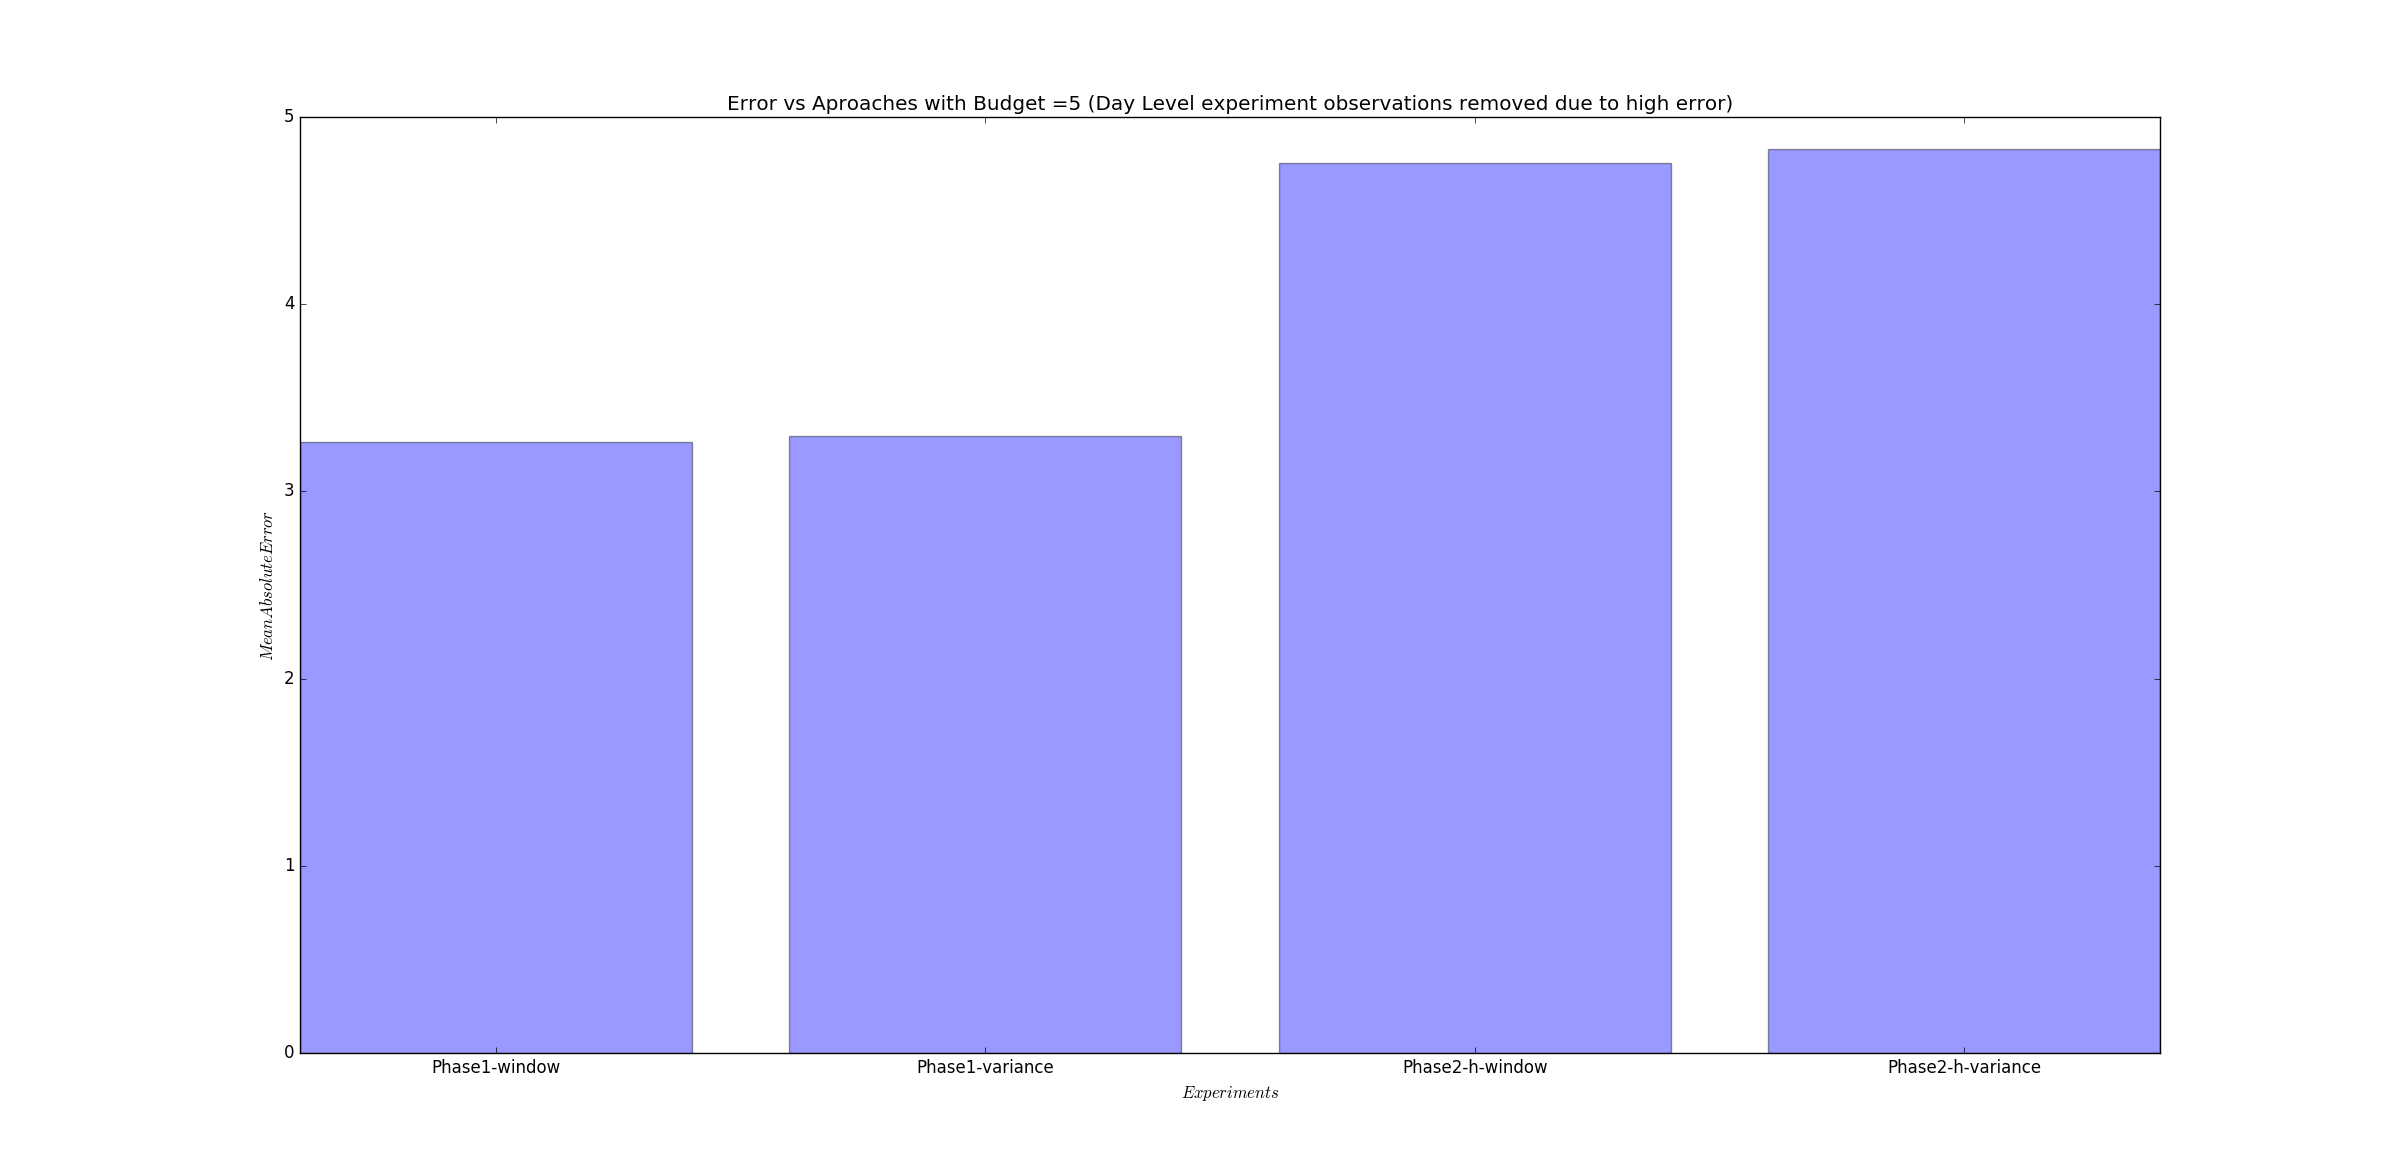 Error vs Aproaches with Budget =5 (Day Level experiment observations removed due to high error)
5
4
3
2
1
0
MeanAbsoluteError
Phase1-window Phase1-variance Phase2-h-window Phase2-h-variance
Experiments